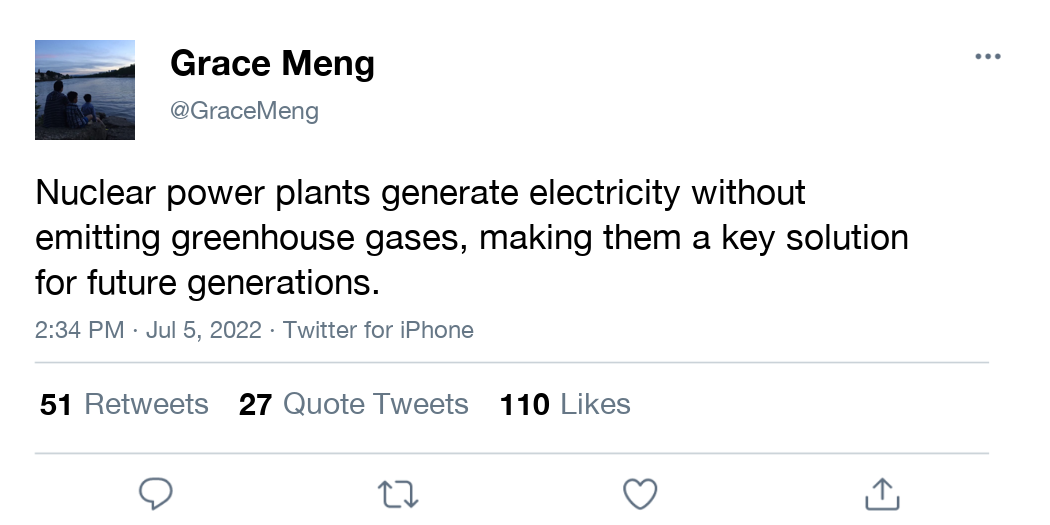 Grace Meng
@GraceMeng
Nuclear power plants generate electricity without
emitting greenhouse gases, making them a key solution
for future generations.
2:34 PM · Jul 5, 2022 · Twitter for iPhone
51 Retweets 27 Quote Tweets 110 Likes